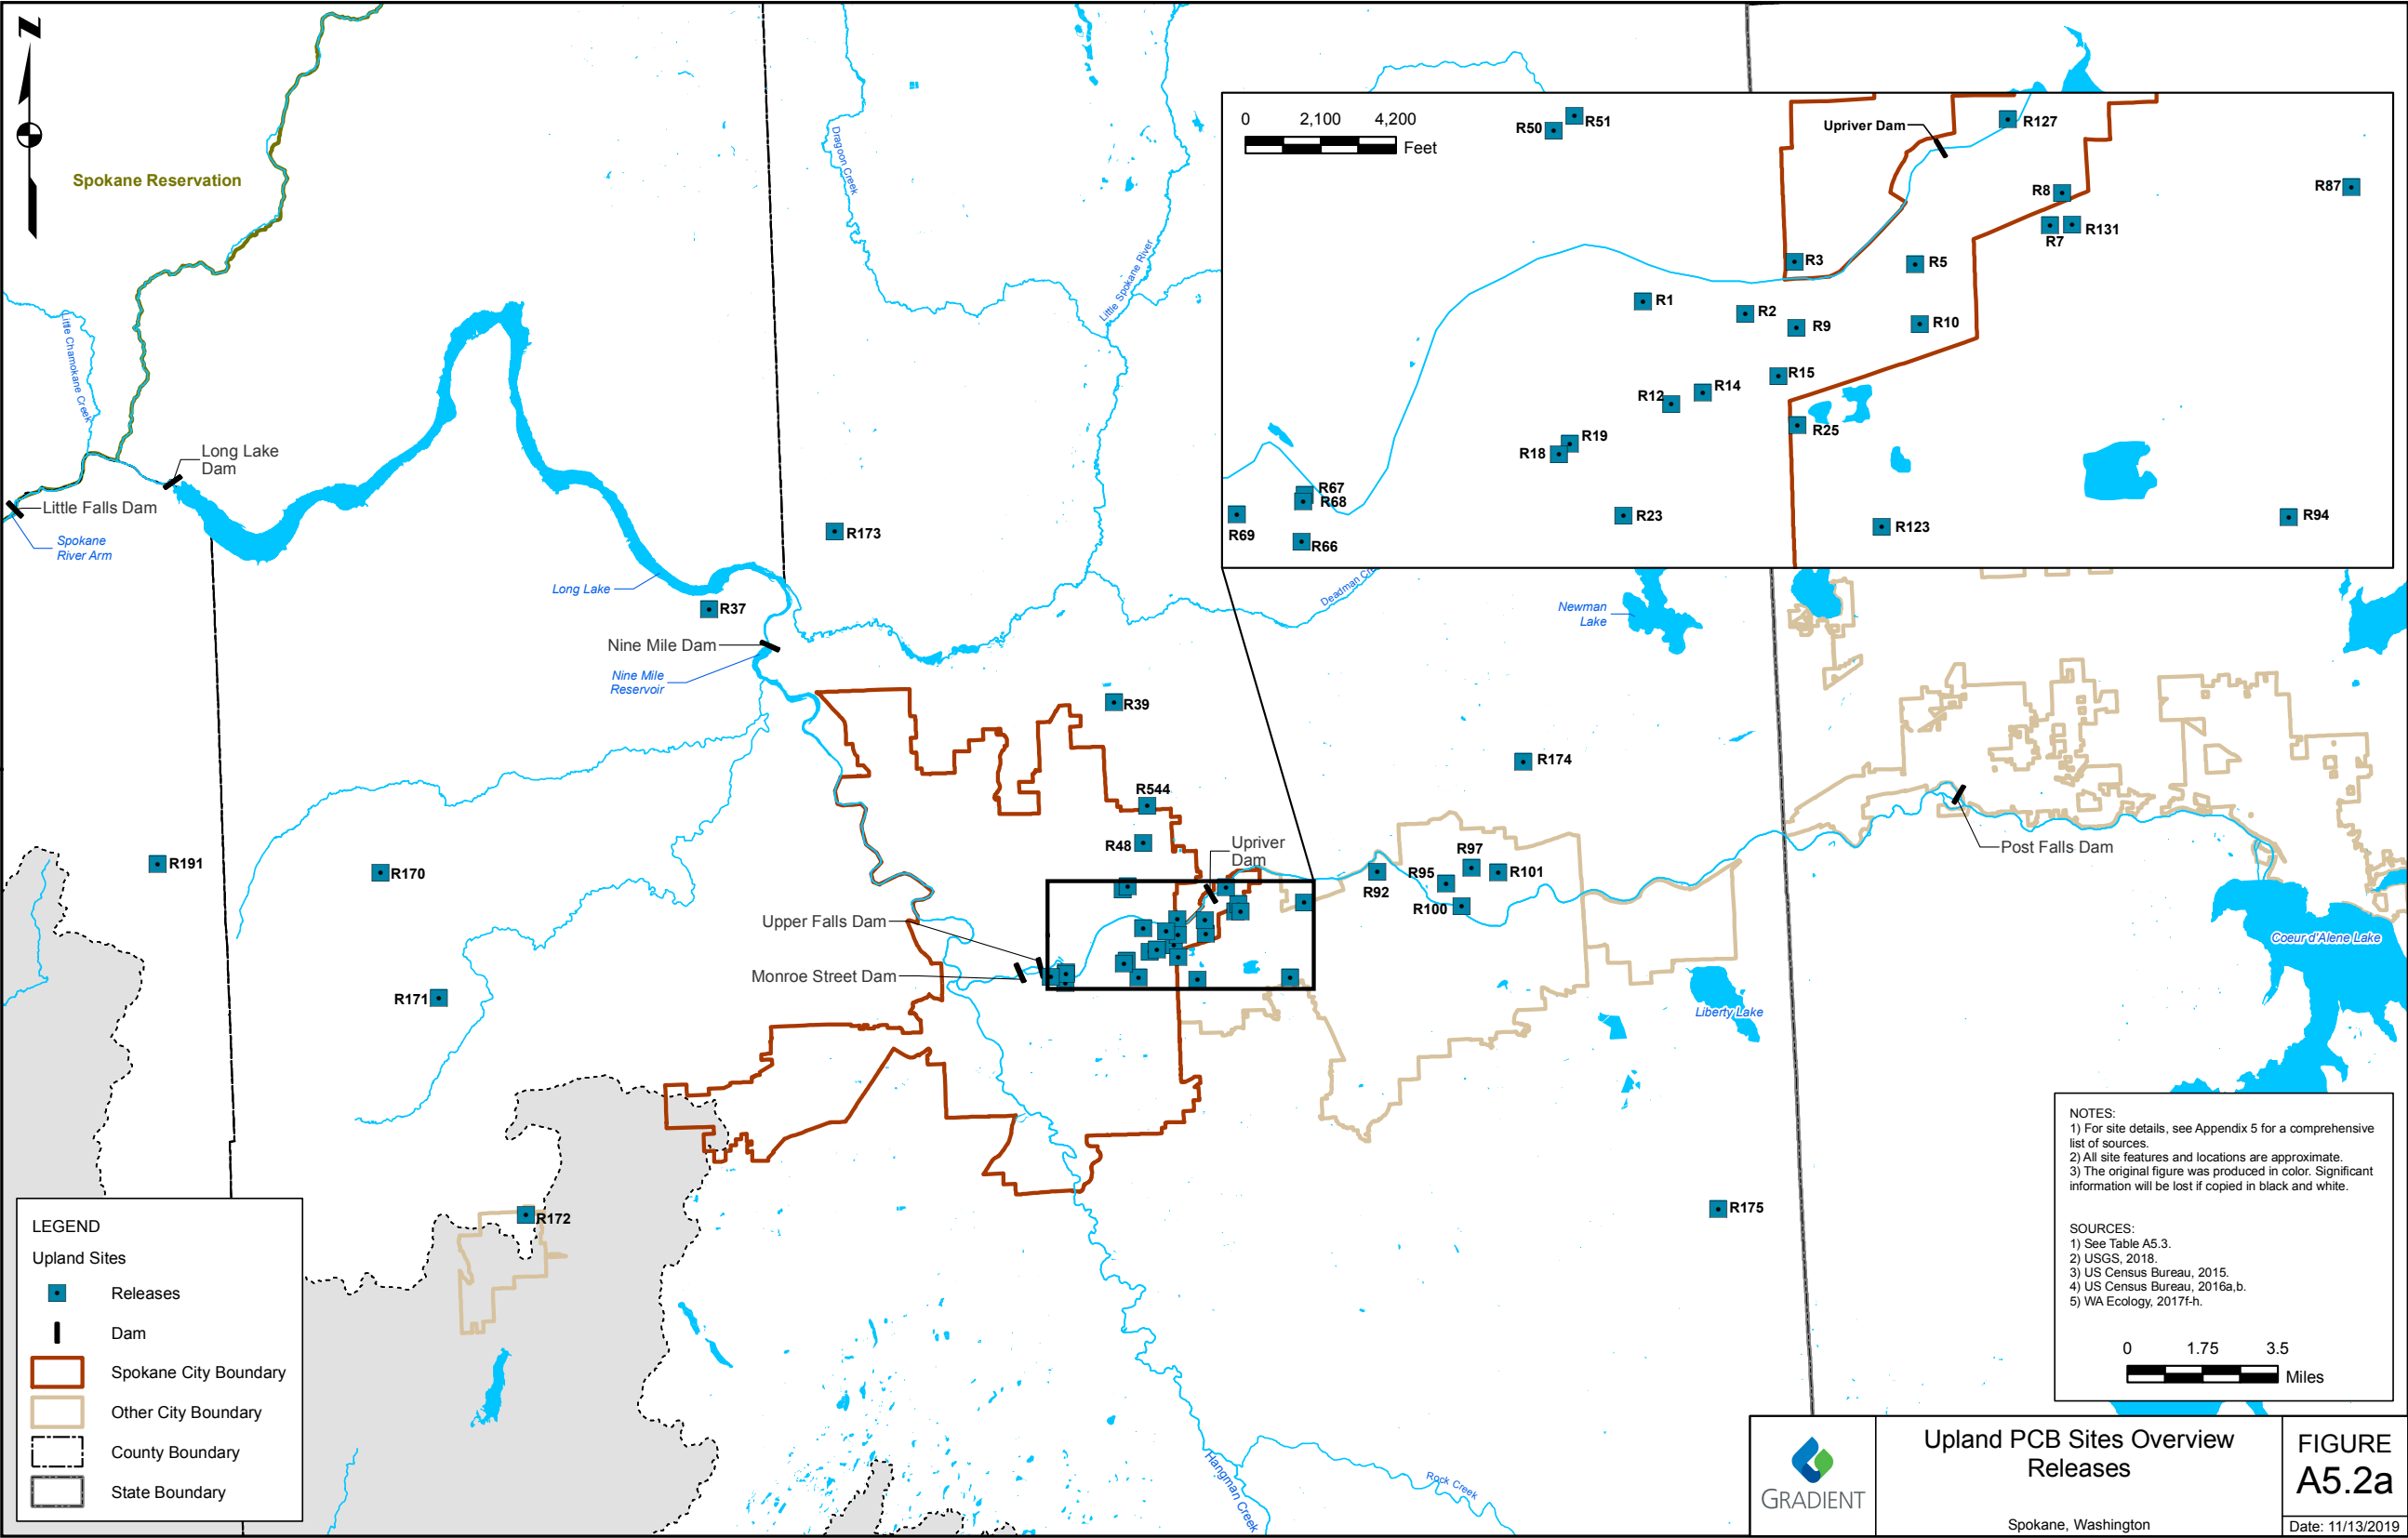 N
Spokane Reservation
Little Chamokane Creek
Dragoon Creek
Little Spokane River
Long Lake
Dam
Little Falls Dam
Spokane
River Arm
Long Lake
R173
R37
Nine Mile Dam
Nine Mile
Reservoir
R39
R544
R48
R191
R170
R171
R172
Upper Falls Dam
Monroe Street Dam
Upriver
Dam
Deadman Cre
Newman
Lake
R174
R92
R95
R97
R101
R100
Post Falls Dam
Coeur d'Alene Lake
Liberty Lake
R175
Hangman Creek
Rock Creek
0 2,100 4,200
Feet
R50
R51
Upriver Dam
R127
R8
R87
R7
R131
R3
R5
R1
R2
R9
R10
R15
R14
R12
R25
R19
R18
R67
R68
R69
R66
R23
R123
R94
LEGEND
Upland Sites
Releases
Dam
Spokane City Boundary
Other City Boundary
County Boundary
State Boundary
NOTES:
1) For site details, see Appendix 5 for a comprehensive
list of sources.
2) All site features and locations are approximate.
3) The original figure was produced in color. Significant
information will be lost if copied in black and white.
SOURCES:
1) See Table A5.3.
2) USGS, 2018.
3) US Census Bureau, 2015.
4) US Census Bureau, 2016a,b.
5) WA Ecology, 2017f-h.
0 1.75 3.5
Miles
GRADIENT
Upland PCB Sites Overview
Releases
Spokane, Washington
FIGURE
A5.2a
Date: 11/13/2019